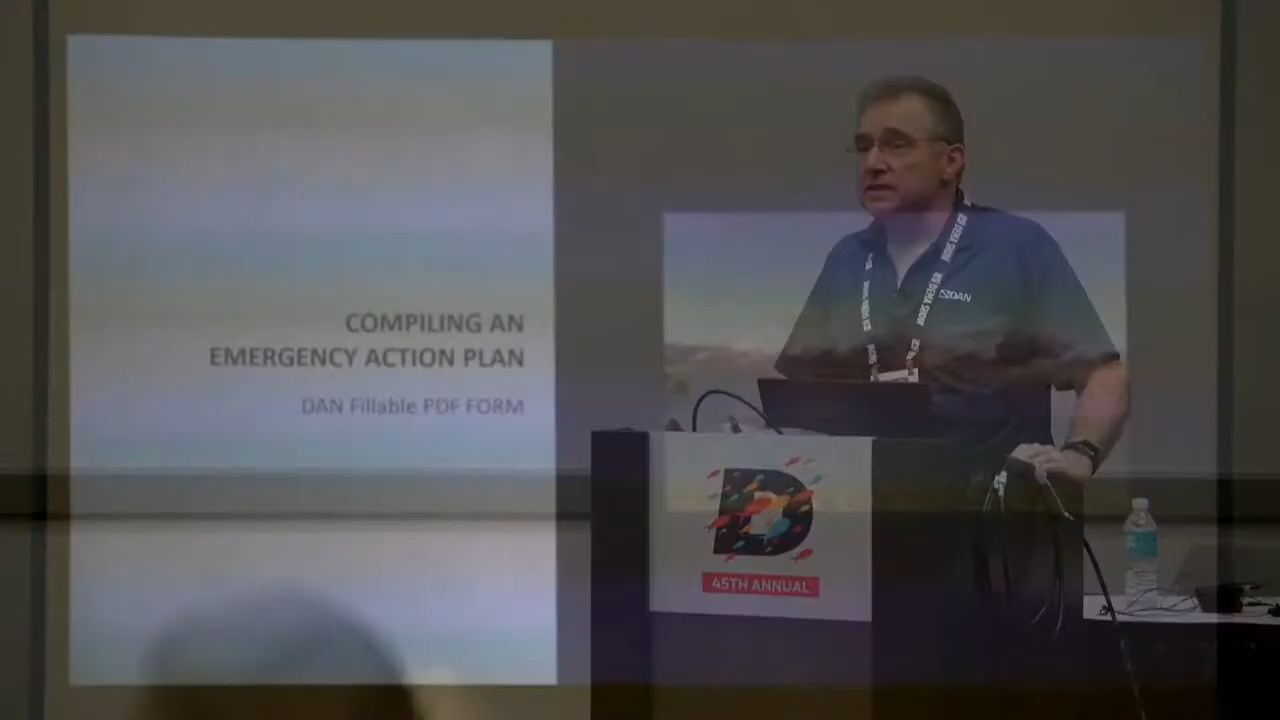 COMPILING AN
EMERGENCY ACTION PLAN
DAN Fillable PDF FORM
DAN
D
45TH ANNUAL